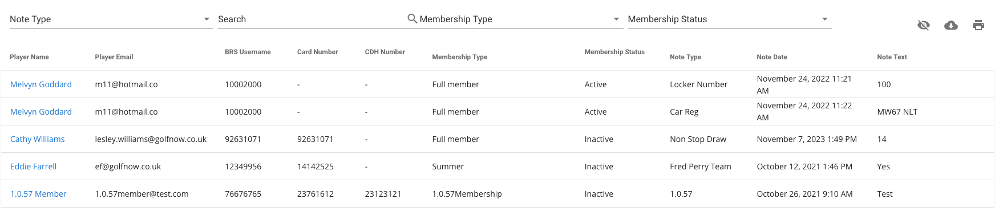 Note Type Search Membership Type Membership Status
Player Name Player Email BRS Username Card Number CDH Number Membership Type Membership Status Note Type Note Date Note Text
Melvyn Goddard m11@hotmail.co 10002000 - - Full member Active Locker Number November 24, 2022 11:21 AM 100
Melvyn Goddard m11@hotmail.co 10002000 - - Full member Active Car Reg November 24, 2022 11:22 AM MW67 NLT
Cathy Williams lesley.williams@golfnow.co.uk 92631071 92631071 - Full member Inactive Non Stop Draw November 7, 2023 1:49 PM 14
Eddie Farrell ef@golfnow.co.uk 12349956 14142525 - Summer Inactive Fred Perry Team October 12, 2021 1:46 PM Yes
1.0.57 Member 1.0.57member@test.com 76676765 23761612 23123121 1.0.57Membership Inactive 1.0.57 October 26, 2021 9:10 AM Test